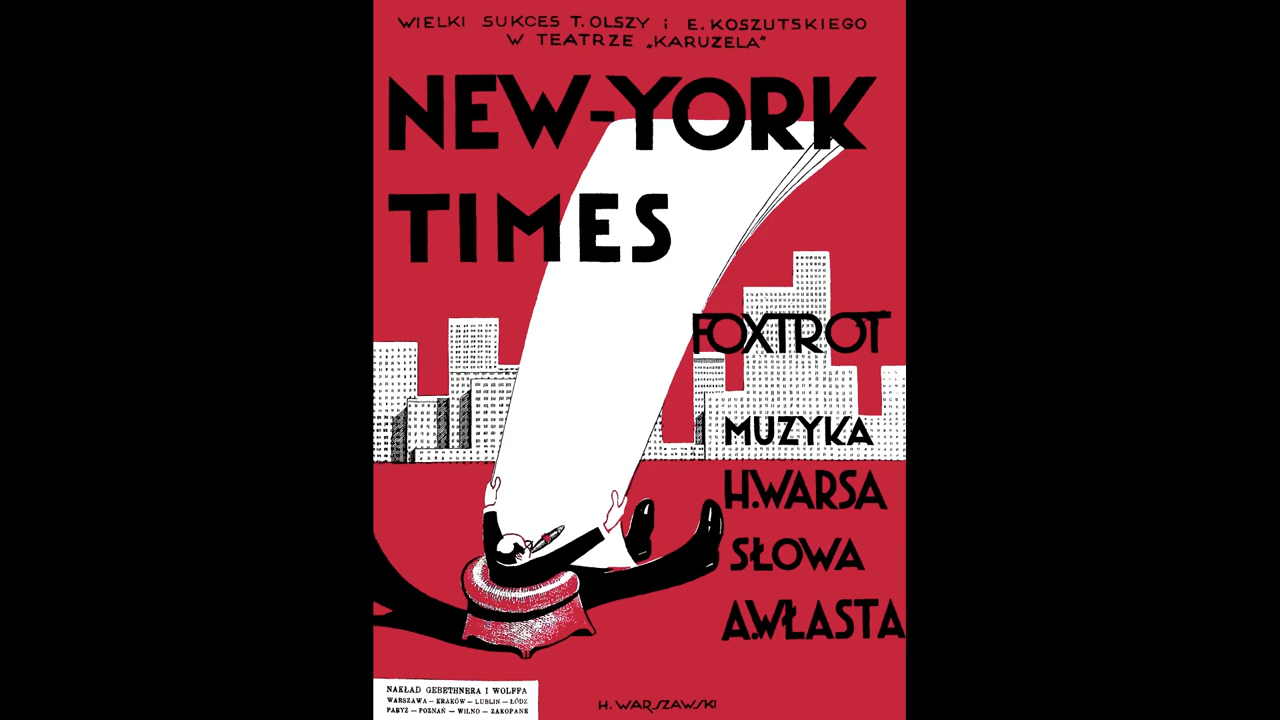 WIELKI SUKCES T. OLSZY i E. KOSZUTSKIEGO
W TEATRZE „KARUZELA"
NEW-YORK
TIMES
FOXTROT
MUZYKA
H.WARSA
SŁOWA
A.WŁASTA
NAKŁAD GEBETHNERA I WOLFFA
WARSZAWA — KRAKÓW — LUBLIN — ŁÓDŹ
PARYŻ — POZNAŃ — WILNO — ZAKOPANE
H. WARSZAWSKI